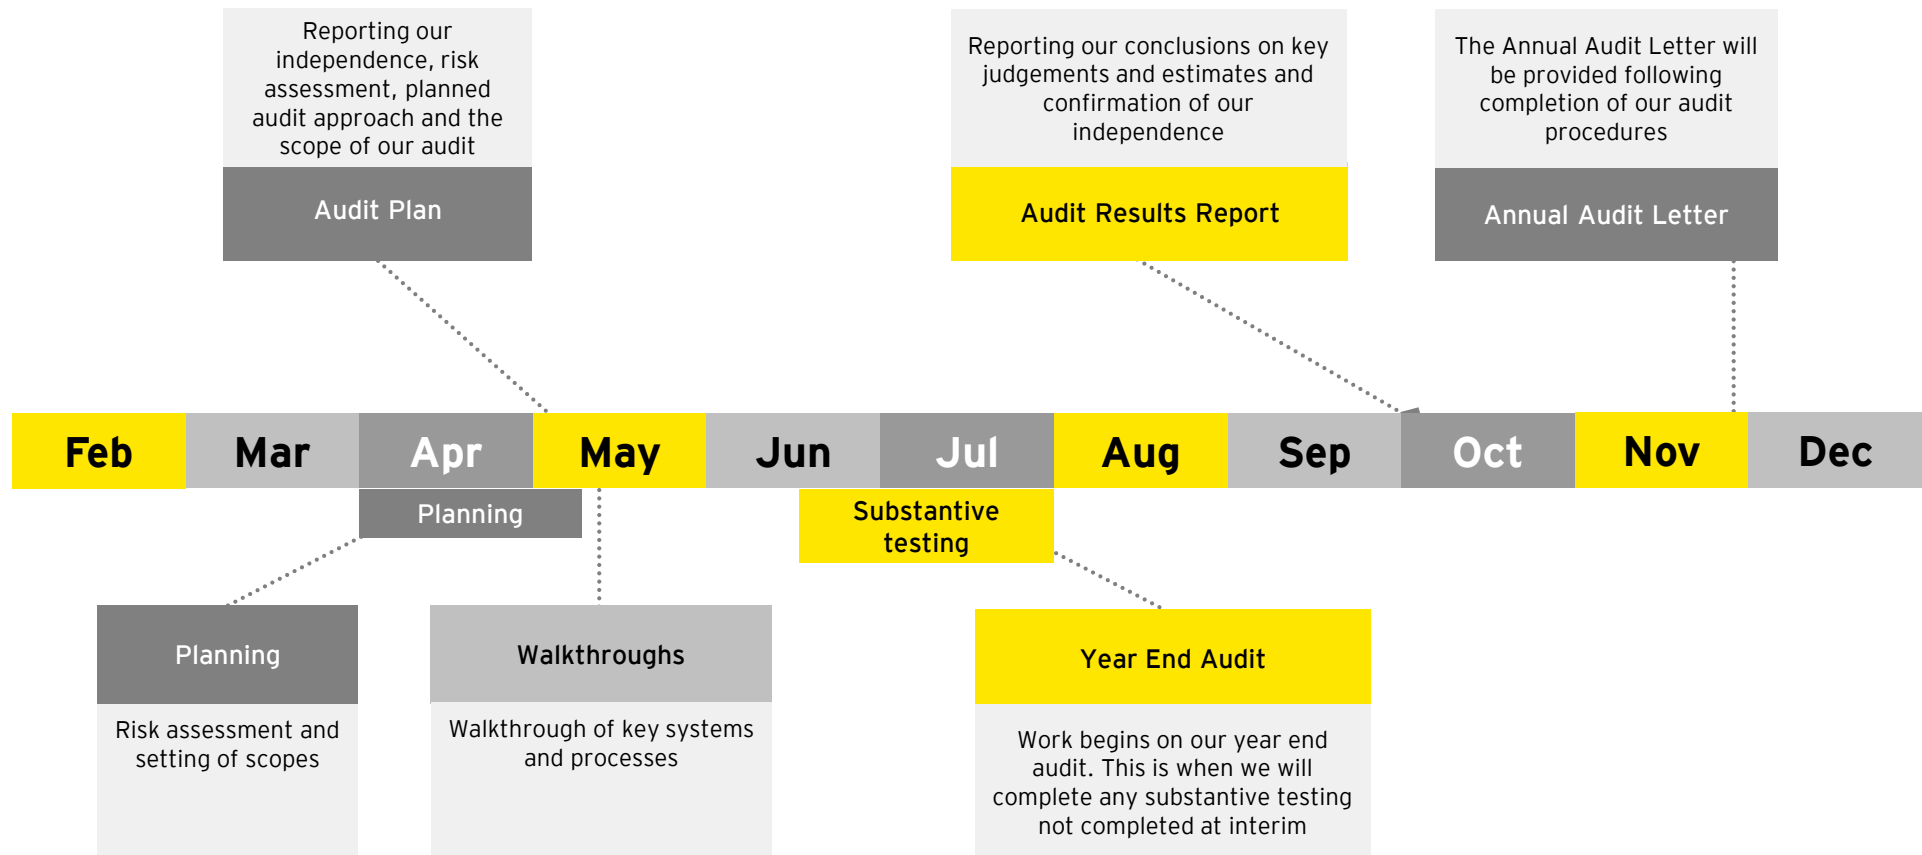 Reporting our
independence, risk
assessment, planned
audit approach and the
scope of our audit
Audit Plan
Reporting our conclusions on key
judgements and estimates and
confirmation of our
independence
Audit Results Report
The Annual Audit Letter will
be provided following
completion of our audit
procedures
Annual Audit Letter
Feb Mar Apr May Jun Jul Aug Sep Oct Nov Dec
Planning
Substantive
testing
Planning
Risk assessment and
setting of scopes
Walkthroughs
Walkthrough of key systems
and processes
Year End Audit
Work begins on our year end
audit. This is when we will
complete any substantive testing
not completed at interim